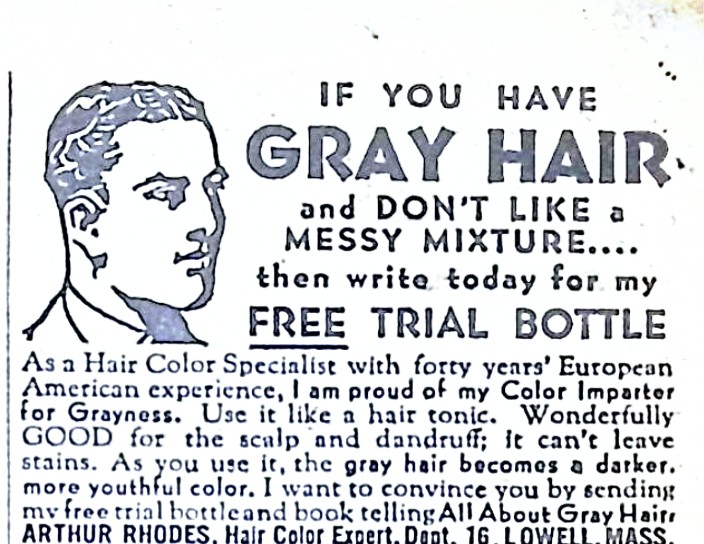 IF YOU HAVE
GRAY HAIR
and DON'T LIKE a
MESSY MIXTURE....
then write today for my
FREE TRIAL BOTTLE
As a Hair Color Specialist with forty years' European
American experience, I am proud of my Color Imparter
for Grayness. Use it like a hair tonic. Wonderfully
GOOD for the scalp and dandruff; it can't leave
stains. As you use it, the gray hair becomes a darker,
more youthful color. I want to convince you by sending
my free trial bottle and book telling All About Gray Hair.
ARTHUR RHODES, Hair Color Expert, Dept. 16, LOWELL, MASS.